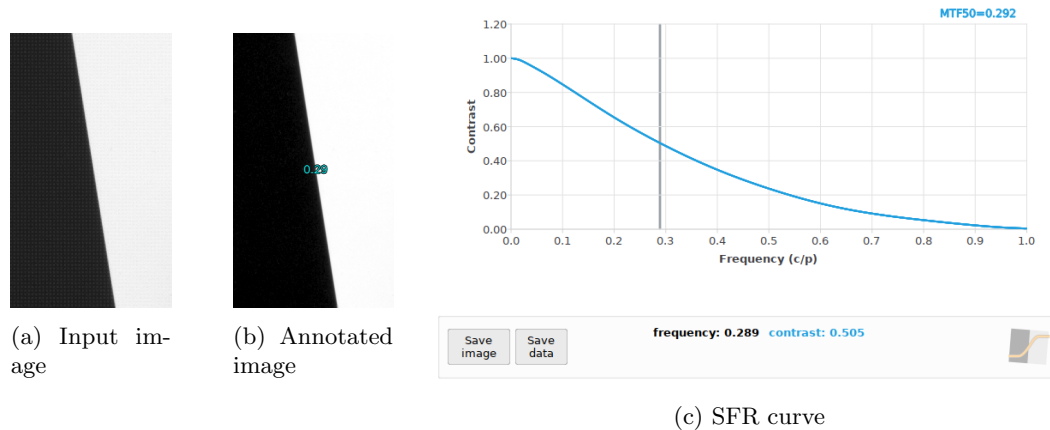 MTF50=0.292
1.20
1.00
0.80
0.60
0.40
0.20
0.00
Contrast
0.0 0.1 0.2 0.3 0.4 0.5 0.6 0.7 0.8 0.9 1.0
Frequency (c/p)
0.29
(a) Input im-
age
(b) Annotated
image
Save
image
Save
data
frequency: 0.289 contrast: 0.505
(c) SFR curve